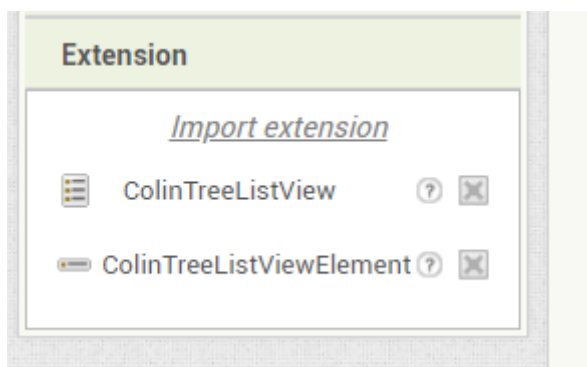 Extension
Import extension
ColinTreeListView ?
ColinTreeListViewElement ?